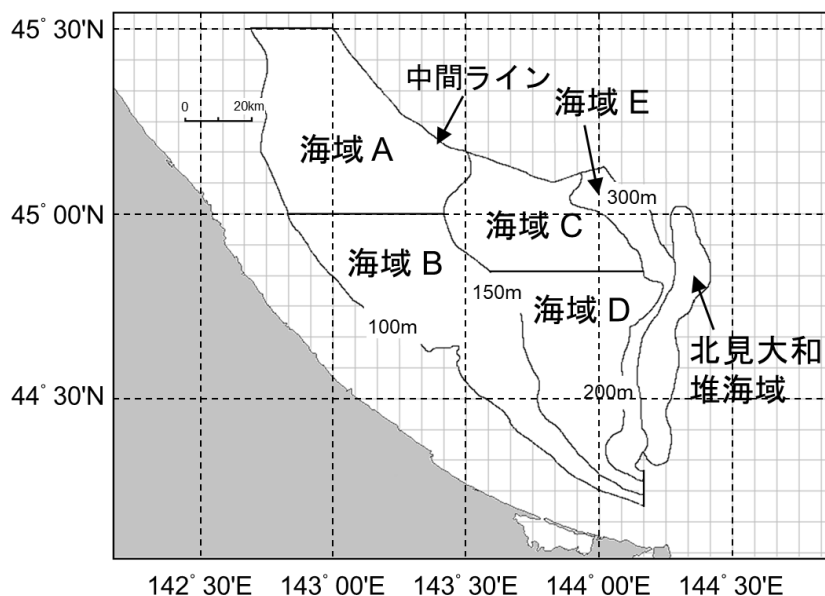 45° 30'N
中間ライン
海域 E
0 20km
海域 A
300m
45° 00'N
海域 C
海域 B
150m
海域 D
100m
北見大和
堆海域
200m
44° 30'N
142° 30'E 143° 00'E 143° 30'E 144° 00'E 144° 30'E